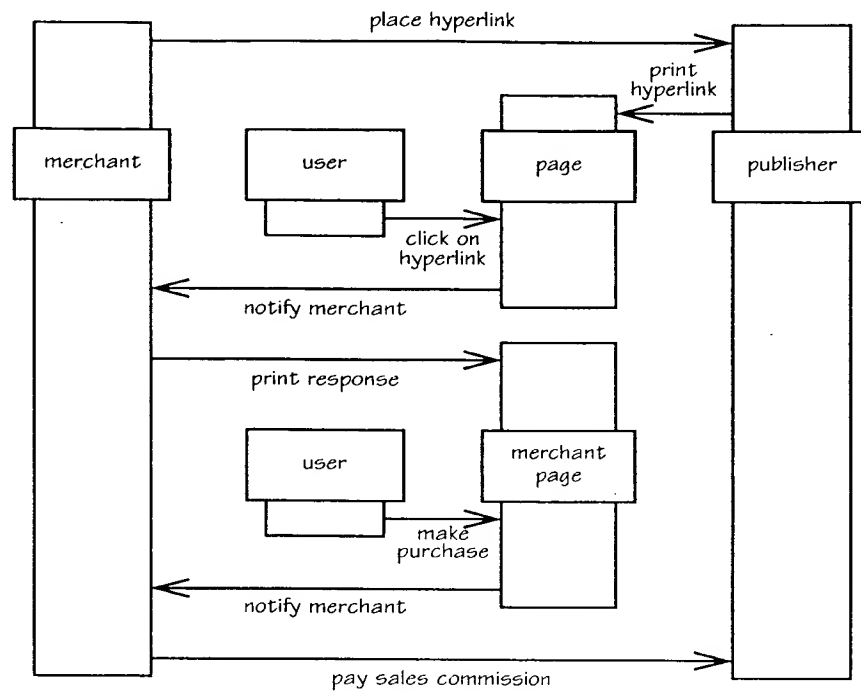 place hyperlink
print
hyperlink
merchant
user
page
publisher
click on
hyperlink
notify merchant
print response
user
merchant
page
make
purchase
notify merchant
pay sales commission